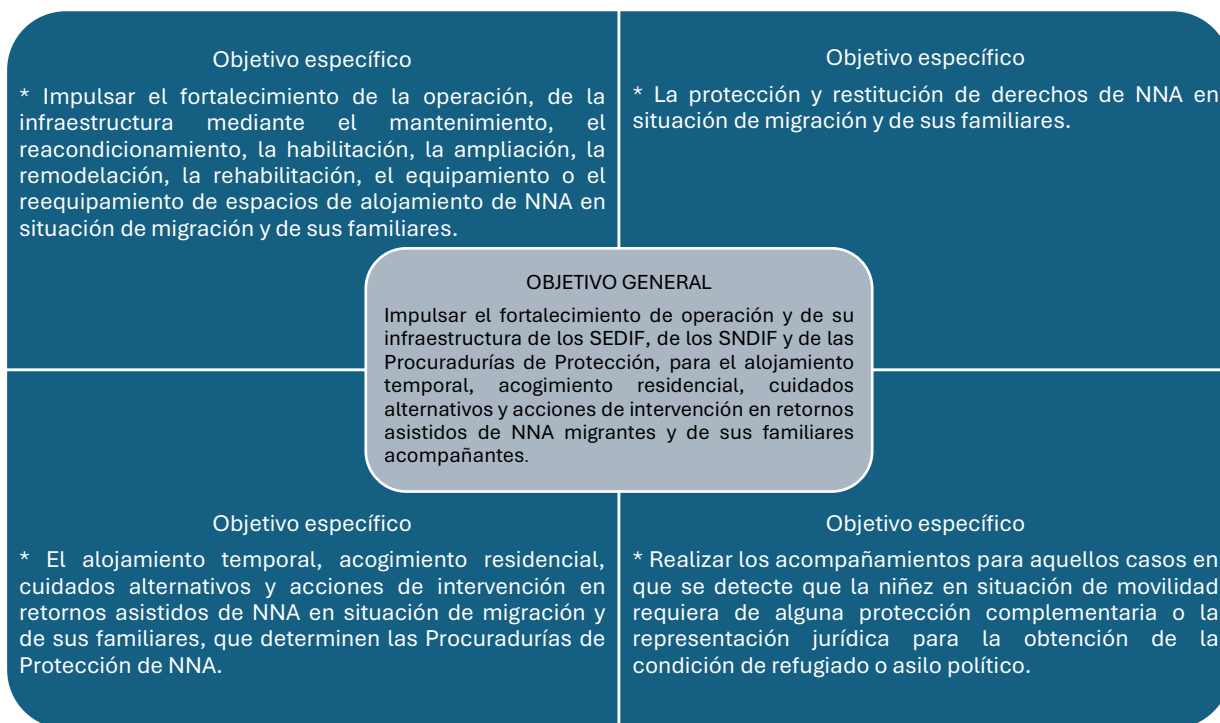 Objetivo específico
* Impulsar el fortalecimiento de la operación, de la
infraestructura mediante el mantenimiento, el
reacondicionamiento, la habilitación, la ampliación, la
remodelación, la rehabilitación, el equipamiento o el
reequipamiento de espacios de alojamiento de NNA en
situación de migración y de sus familiares.
Objetivo específico
* La protección y restitución de derechos de NNA en
situación de migración y de sus familiares.
OBJETIVO GENERAL
Impulsar el fortalecimiento de operación y de su
infraestructura de los SEDIF, de los SNDIF y de las
Procuradurías de Protección, para el alojamiento
temporal, acogimiento residencial, cuidados
alternativos y acciones de intervención en retornos
asistidos de NNA migrantes y de sus familiares
acompañantes.
Objetivo específico
* El alojamiento temporal, acogimiento residencial,
cuidados alternativos y acciones de intervención en
retornos asistidos de NNA en situación de migración y
de sus familiares, que determinen las Procuradurías de
Protección de NNA.
Objetivo específico
* Realizar los acompañamientos para aquellos casos en
que se detecte que la niñez en situación de movilidad
requiera de alguna protección complementaria o la
representación jurídica para la obtención de la
condición de refugiado o asilo político.